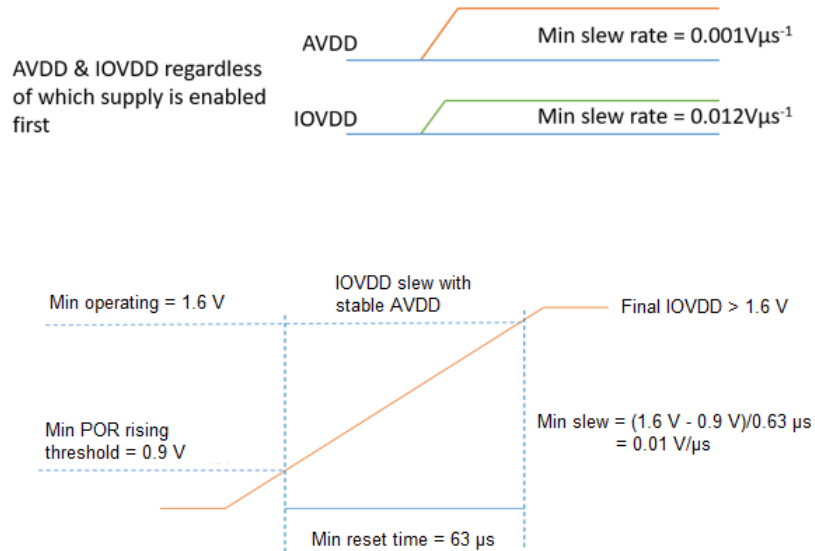 AVDD & IOVDD regardless
of which supply is enabled
first
AVDD
Min slew rate = 0.001Vµs⁻¹
IOVDD
Min slew rate = 0.012Vµs⁻¹
IOVDD slew with
stable AVDD
Min operating = 1.6 V
Final IOVDD > 1.6 V
Min POR rising
threshold = 0.9 V
Min slew = (1.6 V - 0.9 V)/0.63 µs
= 0.01 V/µs
Min reset time = 63 µs